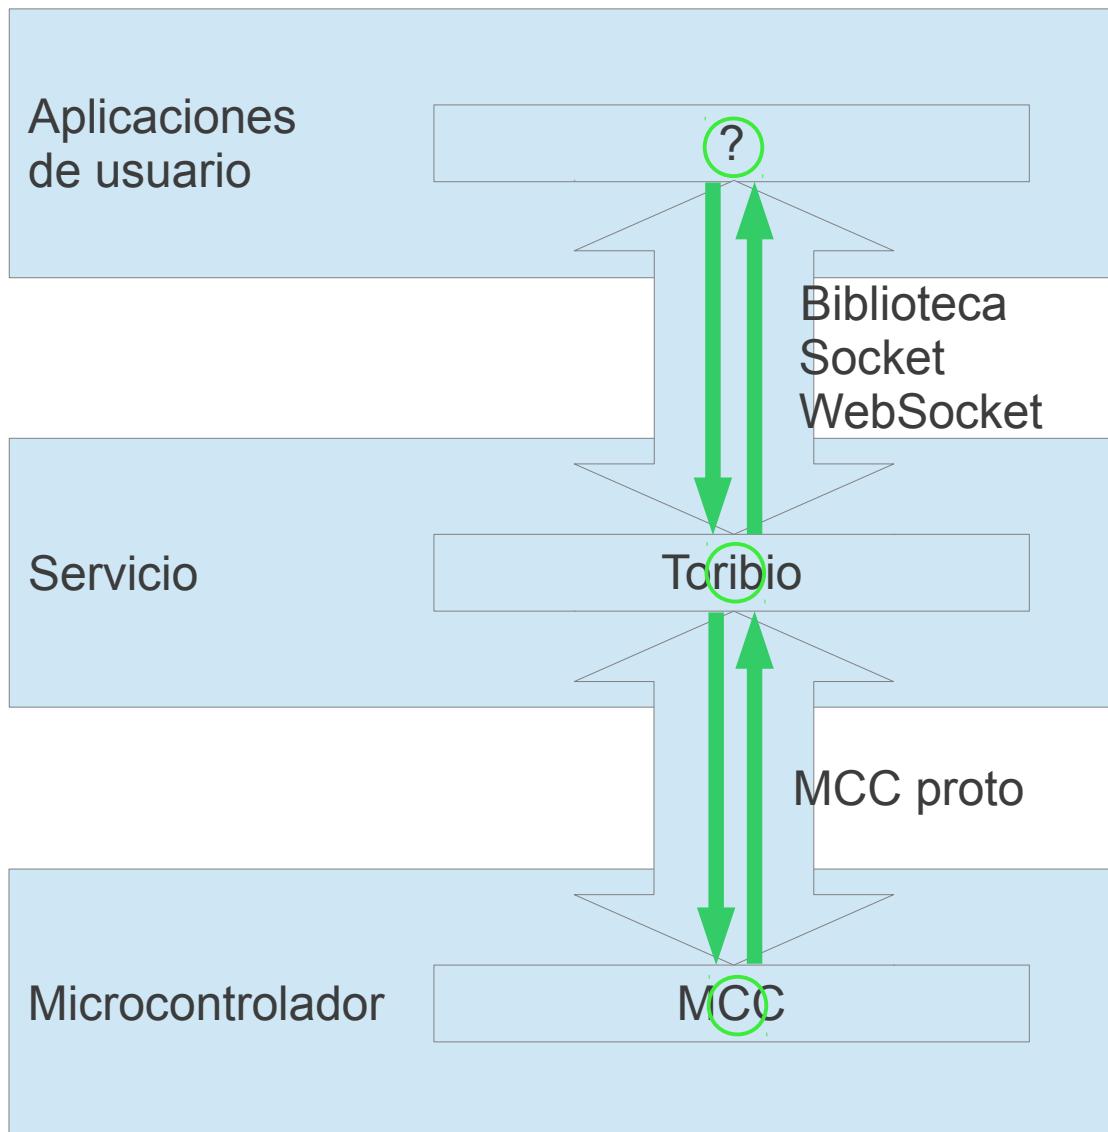 Aplicaciones
de usuario
?
Biblioteca
Socket
WebSocket
Servicio
Toribio
MCC proto
Microcontrolador
MCC